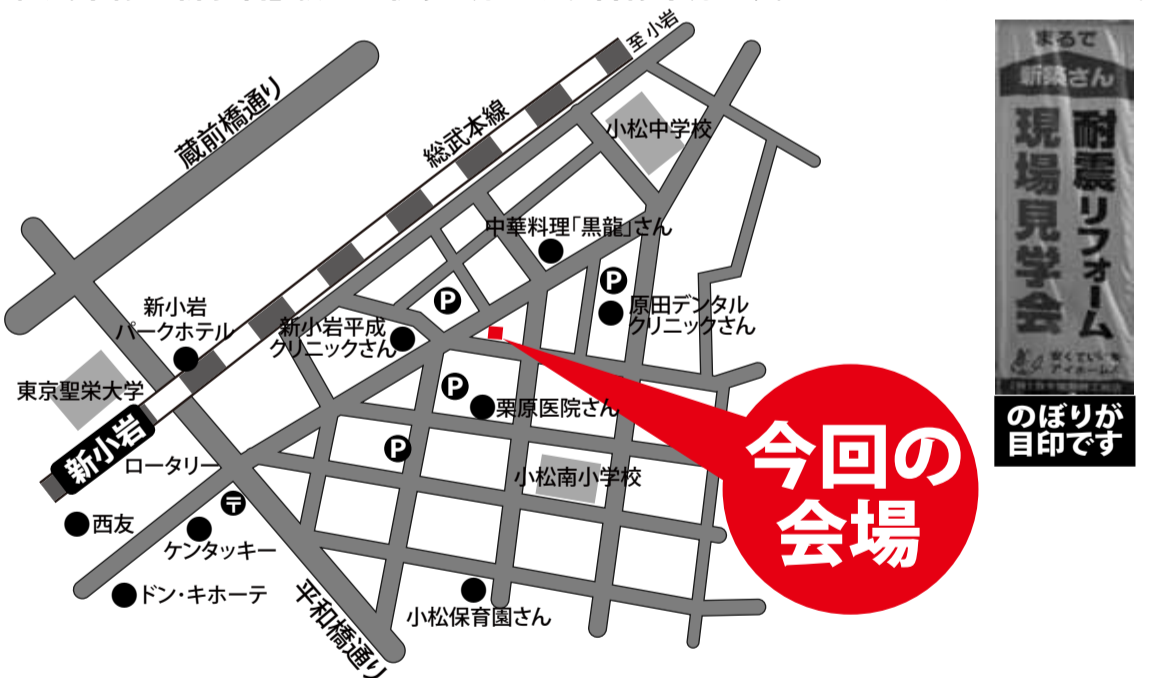 至 小岩
蔵前橋通り
総武本線
小松中学校
中華料理「黒龍」さん
P
P
原田デンタル
クリニックさん
新小岩
パークホテル
新小岩平成
クリニックさん
東京聖栄大学
P
栗原医院さん
新小岩
ロータリー
P
小松南小学校
〒
西友
ケンタッキー
ドン・キホーテ
平和橋通り
小松保育園さん
今回の
会場
まるで
新築さん
耐震リフォーム
現場見学会
のぼりが
目印です